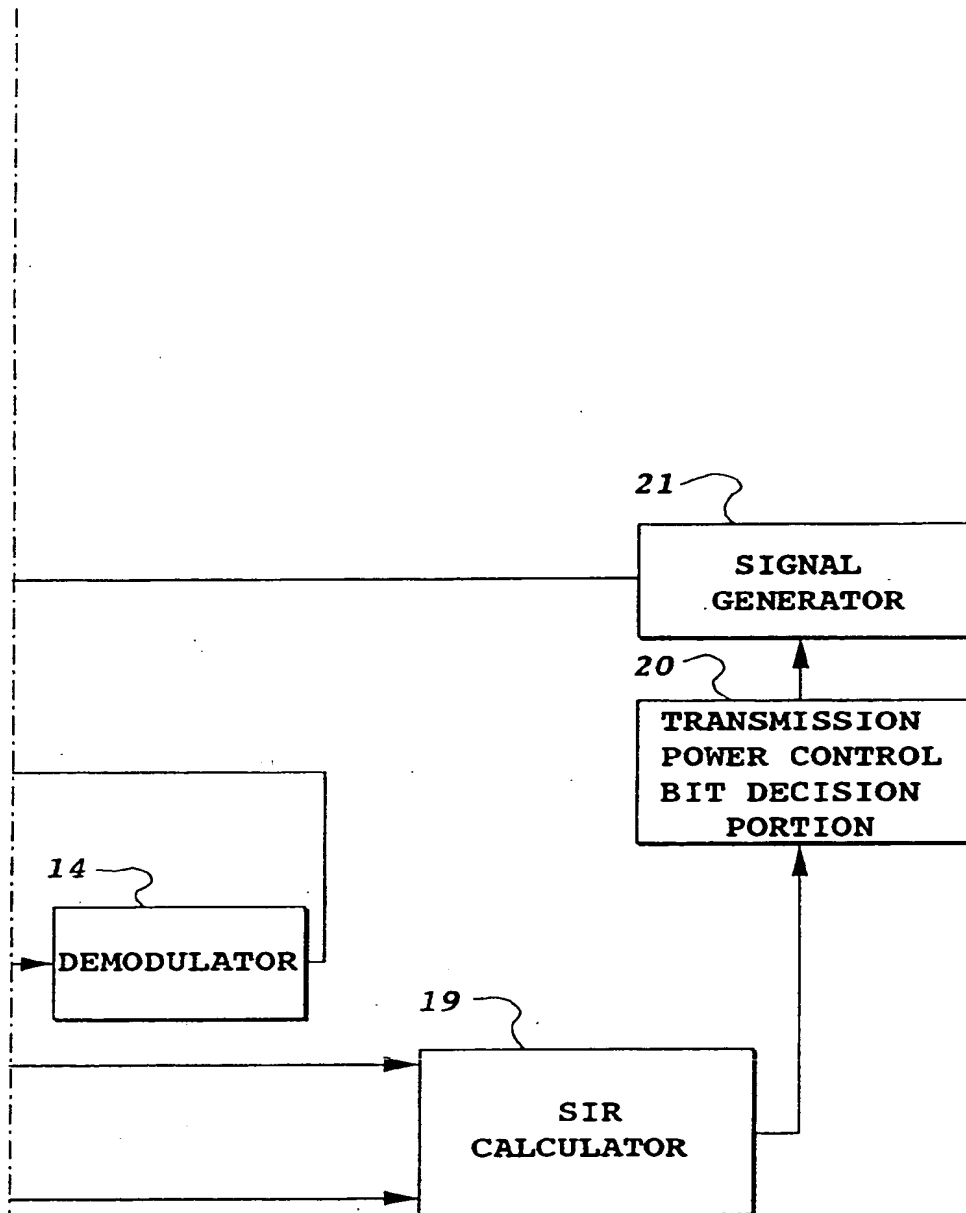 21
SIGNAL
GENERATOR
20
TRANSMISSION
POWER CONTROL
BIT DECISION
PORTION
14
DEMODULATOR
19
SIR
CALCULATOR